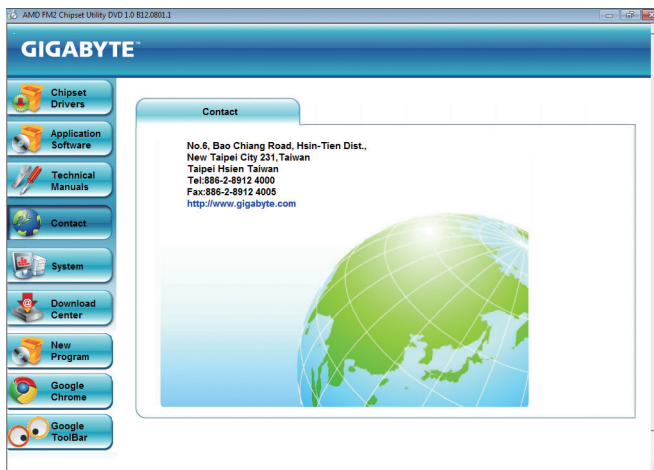 AMD FM2 Chipset Utility DVD 1.0 B12.0801.1
GIGABYTE™
Chipset
Drivers
Application
Software
Technical
Manuals
Contact
System
Download
Center
New
Program
Google
Chrome
Google
ToolBar
Contact
No.6, Bao Chiang Road, Hsin-Tien Dist.,
New Taipei City 231,Taiwan
Taipei Hsien Taiwan
Tel:886-2-8912 4000
Fax:886-2-8912 4005
http://www.gigabyte.com